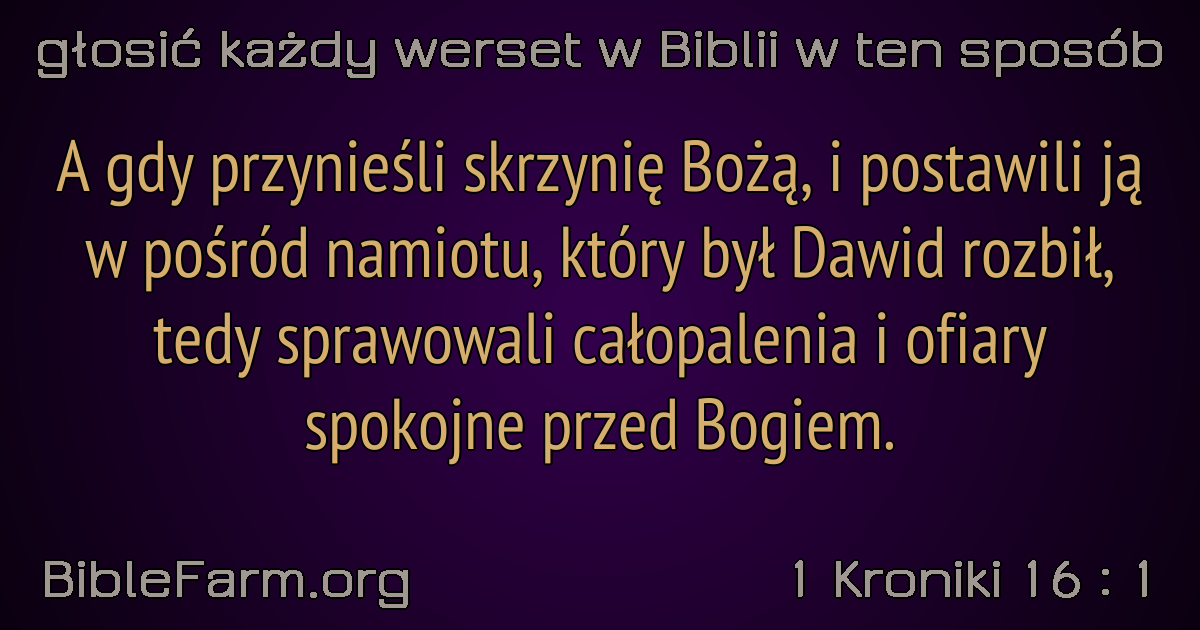 głosić każdy werset w Biblii w ten sposób
A gdy przynieśli skrzynię Bożą, i postawili ją
w pośród namiotu, który był Dawid rozbił,
tedy sprawowali całopalenia i ofiary
spokojne przed Bogiem.
BibleFarm.org
1 Kroniki 16 : 1